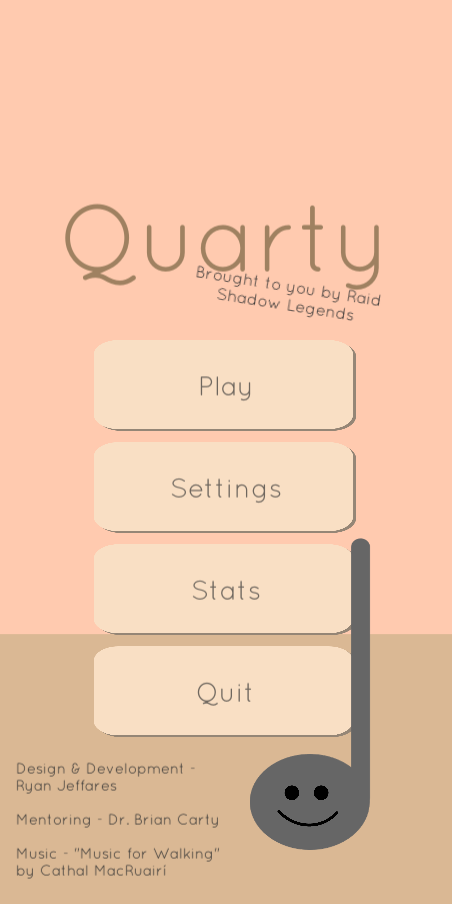 Quarty
Brought to you by Raid
Shadow Legends
Play
Settings
Stats
Quit
Design & Development -
Ryan Jeffares
Mentoring - Dr. Brian Carty
Music - "Music for Walking"
by Cathal MacRuairí